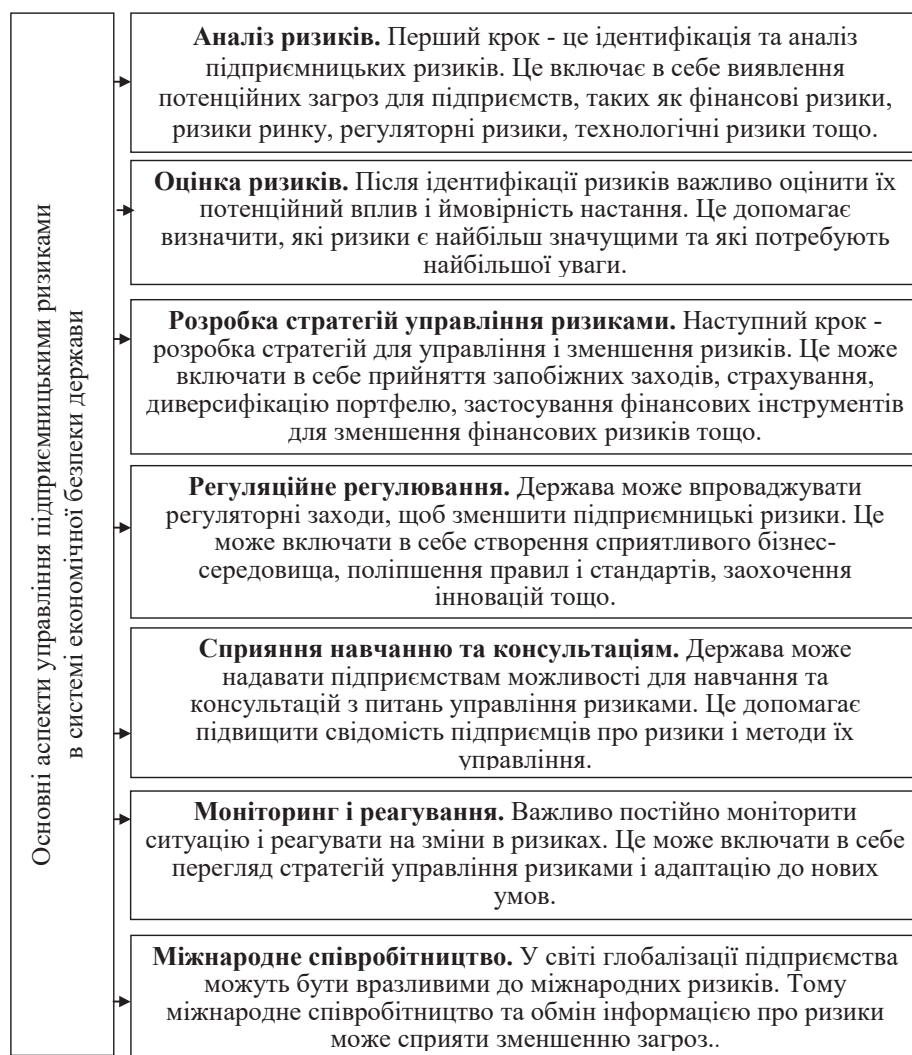 Основні аспекти управління підприємницькими ризиками
в системі економічної безпеки держави
Аналіз ризиків. Перший крок - це ідентифікація та аналіз
підприємницьких ризиків. Це включає в себе виявлення
потенційних загроз для підприємств, таких як фінансові ризики,
ризики ринку, регуляторні ризики, технологічні ризики тощо.
Оцінка ризиків. Після ідентифікації ризиків важливо оцінити їх
потенційний вплив і ймовірність настання. Це допомагає
визначити, які ризики є найбільш значущими та які потребують
найбільшої уваги.
Розробка стратегій управління ризиками. Наступний крок -
розробка стратегій для управління і зменшення ризиків. Це може
включати в себе прийняття запобіжних заходів, страхування,
диверсифікацію портфелю, застосування фінансових інструментів
для зменшення фінансових ризиків тощо.
Регуляційне регулювання. Держава може впроваджувати
регуляторні заходи, щоб зменшити підприємницькі ризики. Це
може включати в себе створення сприятливого бізнес-
середовища, поліпшення правил і стандартів, заохочення
інновацій тощо.
Сприяння навчанню та консультаціям. Держава може
надавати підприємствам можливості для навчання та
консультацій з питань управління ризиками. Це допомагає
підвищити свідомість підприємців про ризики і методи їх
управління.
Моніторинг і реагування. Важливо постійно моніторити
ситуацію і реагувати на зміни в ризиках. Це може включати в себе
перегляд стратегій управління ризиками і адаптацію до нових
умов.
Міжнародне співробітництво. У світі глобалізації підприємства
можуть бути вразливими до міжнародних ризиків. Тому
міжнародне співробітництво та обмін інформацією про ризики
може сприяти зменшенню загроз..